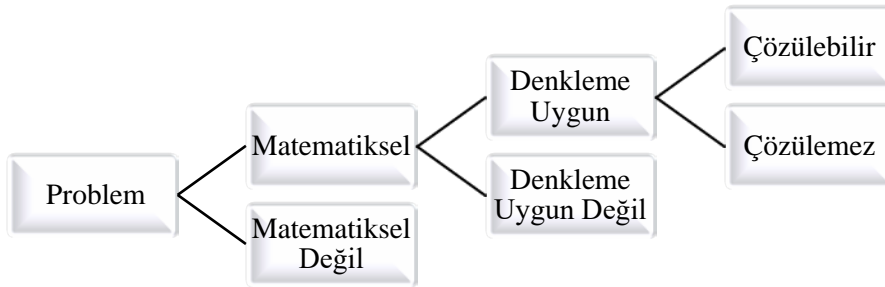 Problem
Matematiksel
Matematiksel
Değil
Denkleme
Uygun
Denkleme
Uygun Değil
Çözülebilir
Çözülemez